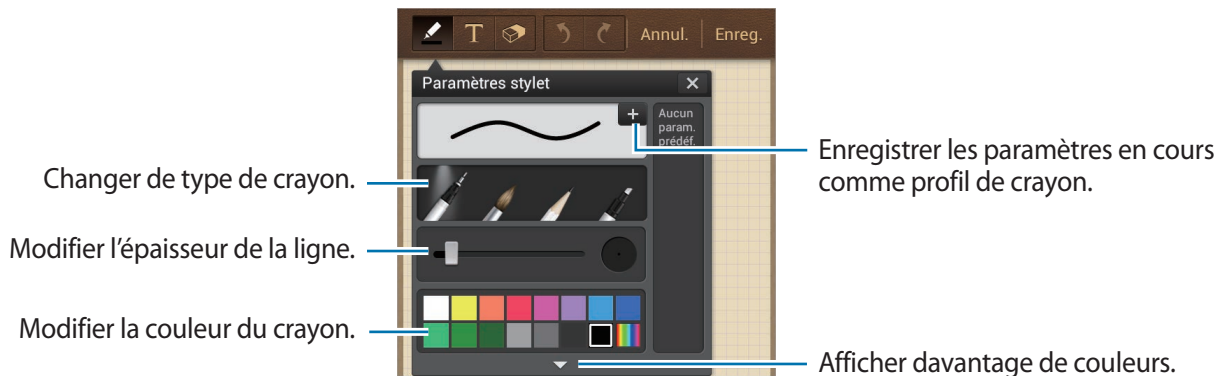 T Annul. Enreg.
Paramètres stylet
Aucun
param.
prédéf.
Enregistrer les paramètres en cours
comme profil de crayon.
Changer de type de crayon.
Modifier l’épaisseur de la ligne.
Modifier la couleur du crayon.
Afficher davantage de couleurs.